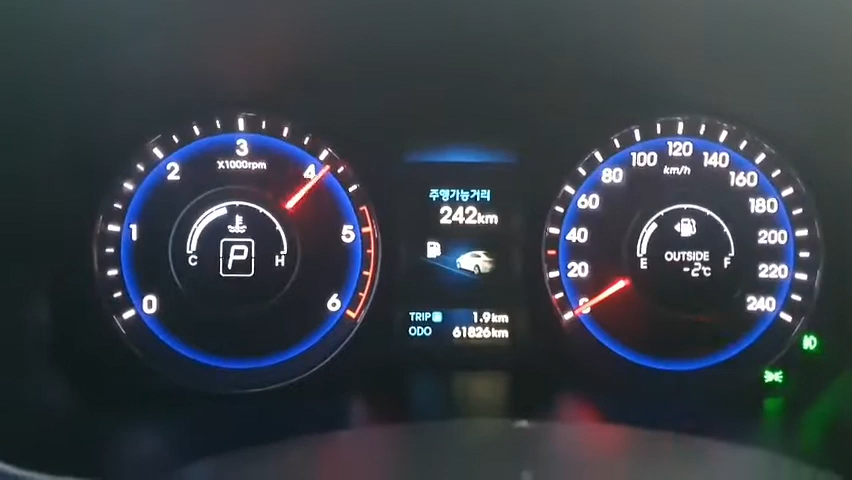 0
1
2
3
4
5
6
X1000rpm
C
H
P
주행가능거리
242km
TRIP
1.9km
ODO
61826km
0
20
40
60
80
100
120
140
160
180
200
220
240
km/h
E
F
OUTSIDE
-2℃